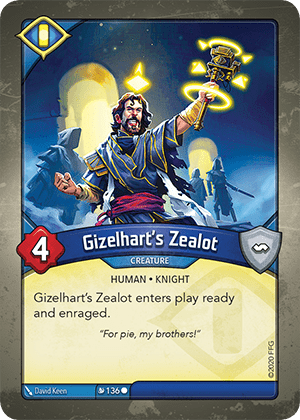 Gizelhart's Zealot
CREATURE
4
HUMAN • KNIGHT
Gizelhart's Zealot enters play ready
and enraged.
"For pie, my brothers!"
David Keen
136
©2020 FFG